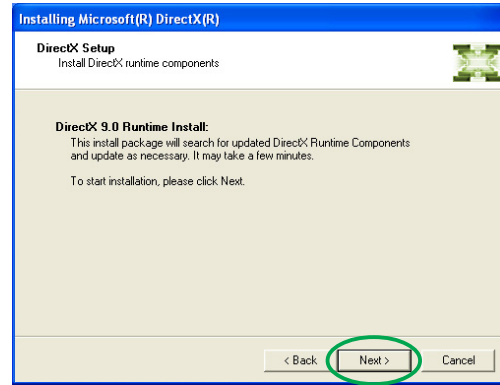 Installing Microsoft(R) DirectX(R)
DirectX Setup
Install DirectX runtime components
DirectX 9.0 Runtime Install:
This install package will search for updated DirectX Runtime Components
and update as necessary. It may take a few minutes.
To start installation, please click Next.
< Back Next > Cancel